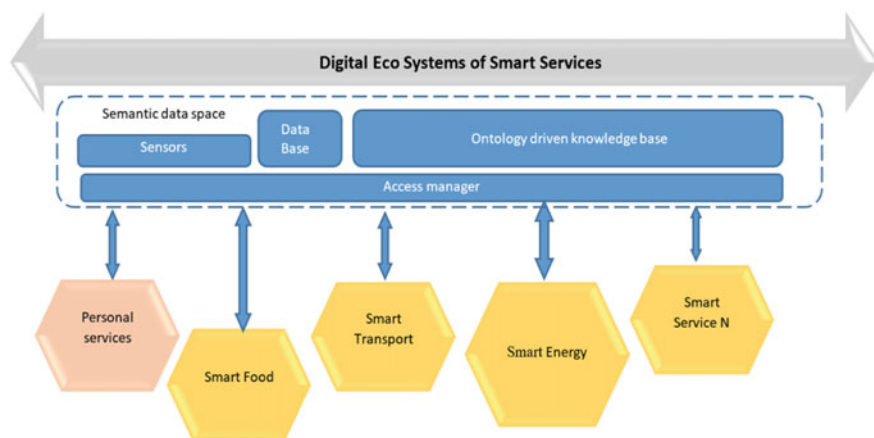 Digital Eco Systems of Smart Services
Semantic data space
Sensors
Data
Base
Ontology driven knowledge base
Access manager
Personal
services
Smart Food
Smart
Transport
Smart Energy
Smart
Service N